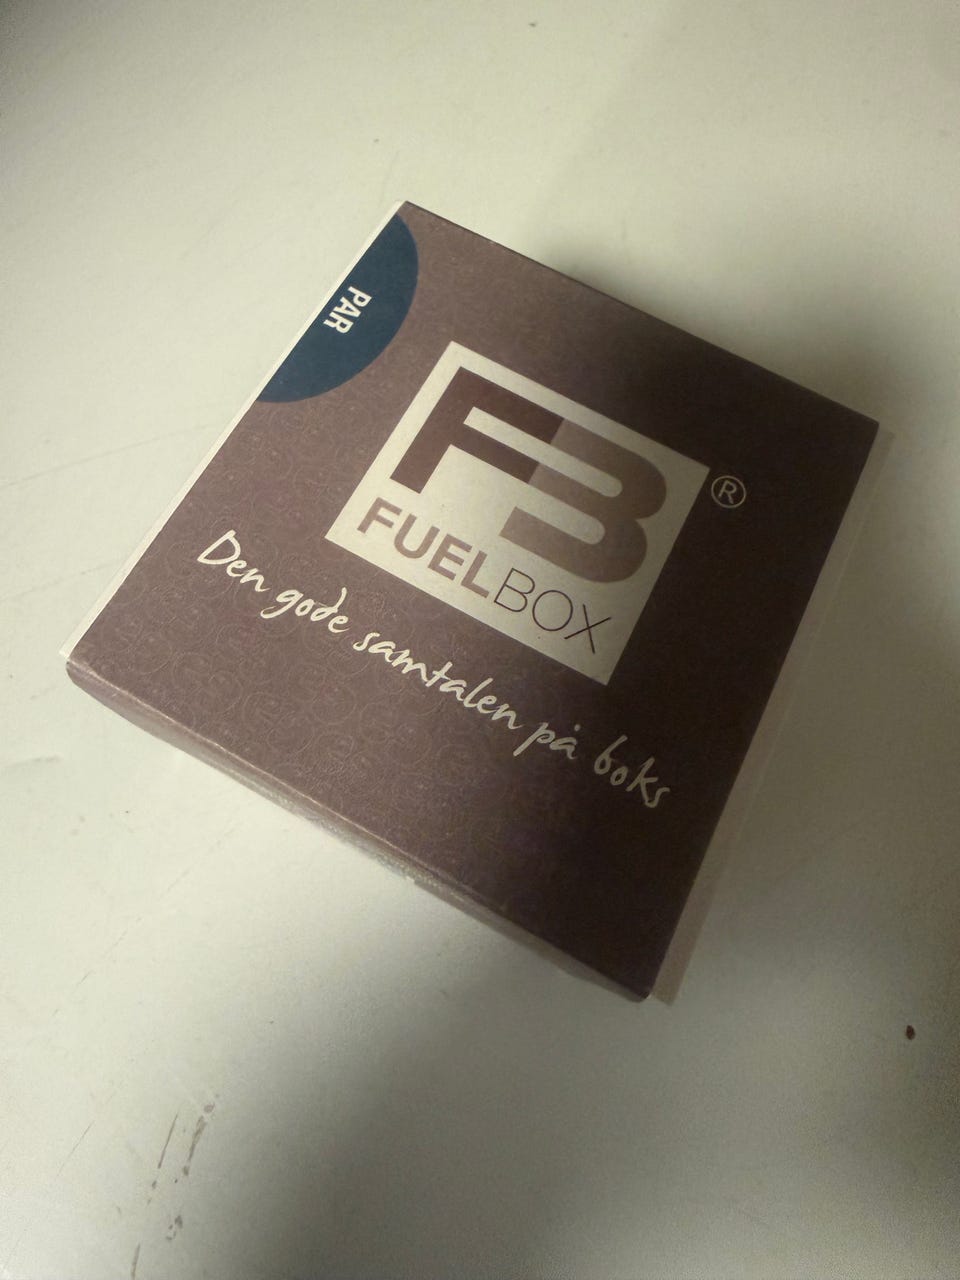 PAR
FB
FUELBOX
®
Den gode samtalen på boks